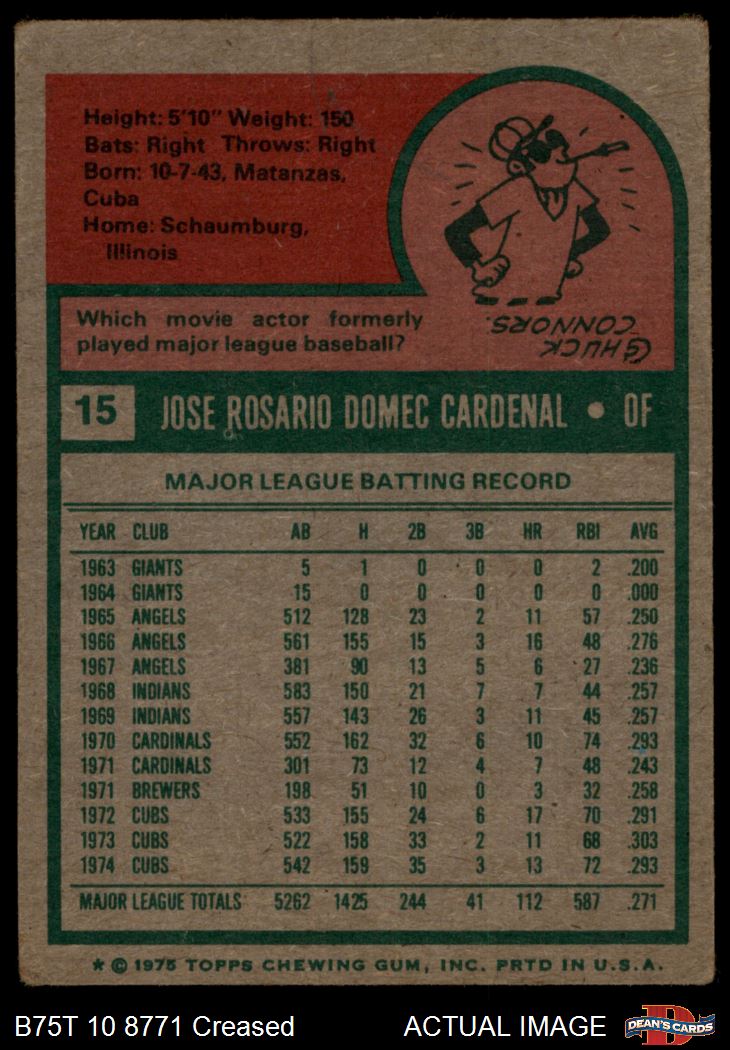 Height: 5'10" Weight: 150
Bats: Right Throws: Right
Born: 10-7-43, Matanzas,
Cuba
Home: Schaumburg,
Illinois
Which movie actor formerly
played major league baseball?
CHUCK
CONNORS.
15 JOSE ROSARIO DOMEC CARDENAL • OF
MAJOR LEAGUE BATTING RECORD
YEAR CLUB AB H 2B 3B HR RBI AVG
1963 GIANTS 5 1 0 0 0 2 .200
1964 GIANTS 15 0 0 0 0 0 .000
1965 ANGELS 512 128 23 2 11 57 .250
1966 ANGELS 561 155 15 3 16 48 .276
1967 ANGELS 381 90 13 5 6 27 .236
1968 INDIANS 583 150 21 7 7 44 .257
1969 INDIANS 557 143 26 3 11 45 .257
1970 CARDINALS 552 162 32 6 10 74 .293
1971 CARDINALS 301 73 12 4 7 48 .243
1971 BREWERS 198 51 10 0 3 32 .258
1972 CUBS 533 155 24 6 17 70 .291
1973 CUBS 522 158 33 2 11 68 .303
1974 CUBS 542 159 35 3 13 72 .293
MAJOR LEAGUE TOTALS 5262 1425 244 41 112 587 .271
* © 1975 TOPPS CHEWING GUM, INC. PRTD IN U.S.A.
B75T 10 8771 Creased ACTUAL IMAGE
DEAN'S CARDS